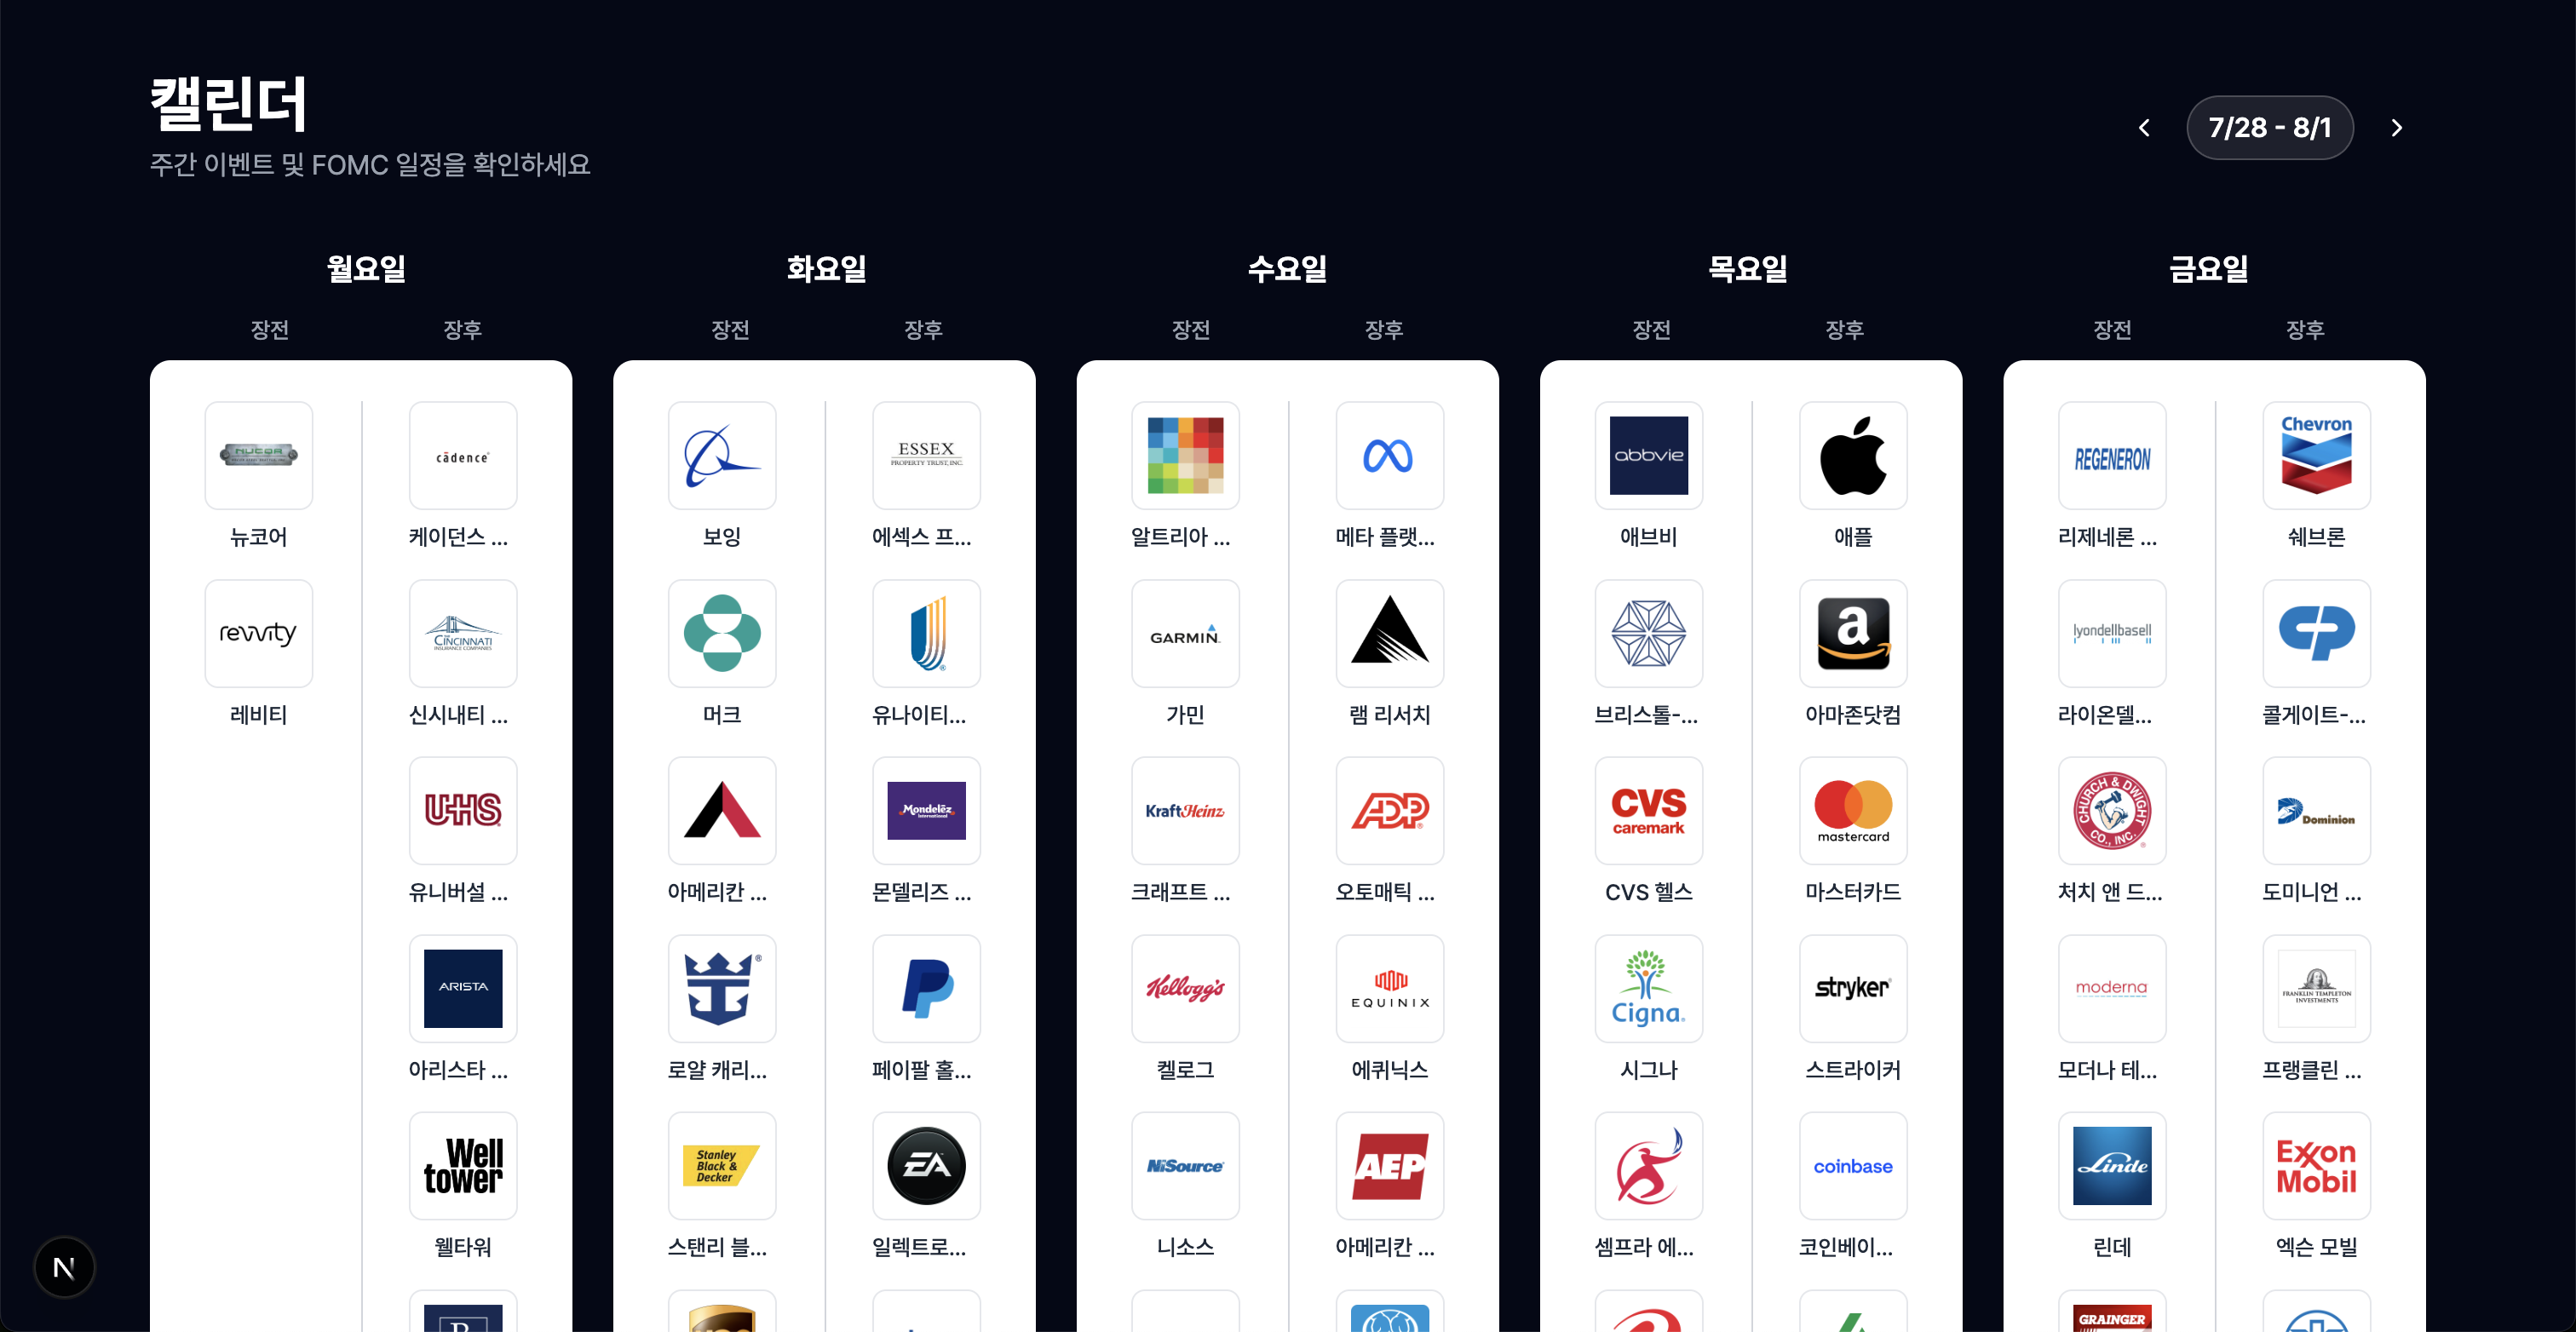 캘린더
주간 이벤트 및 FOMC 일정을 확인하세요
7/28 - 8/1
월요일
화요일
수요일
목요일
금요일
장전
장후
장전
장후
장전
장후
장전
장후
장전
장후
NUCOR
cādence
ESSEX
PROPERTY TRUST, INC.
abbvie
REGENERON
Chevron
뉴코어
케이던스 ...
보잉
에섹스 프...
알트리아 ...
메타 플랫...
애브비
애플
리제네론 ...
쉐브론
revvity
THE
CINCINNATI
INSURANCE COMPANIES
GARMIN
a
lyondellbasell
레비티
신시내티 ...
머크
유나이티...
가민
램 리서치
브리스톨-...
아마존닷컴
라이온델...
콜게이트-...
UHS
Mondelēz
International
KraftHeinz
ADP
CVS
caremark
mastercard
CHURCH & DWIGHT
CO., INC.
Dominion
유니버설 ...
아메리칸 ...
몬델리즈 ...
크래프트 ...
오토매틱 ...
CVS 헬스
마스터카드
처치 앤 드...
도미니언 ...
ARISTA
Kellogg's
EQUINIX
Cigna
stryker
moderna
FRANKLIN TEMPLETON
INVESTMENTS
아리스타 ...
로얄 캐리...
페이팔 홀...
켈로그
에퀴닉스
시그나
스트라이커
모더나 테...
프랭클린 ...
Well
tower
Stanley
Black &
Decker
EA
NiSource
AEP
coinbase
Linde
ExxonMobil
웰타워
스탠리 블...
일렉트로...
니소스
아메리칸 ...
셈프라 에...
코인베이...
린데
엑슨 모빌
N
GRAINGER